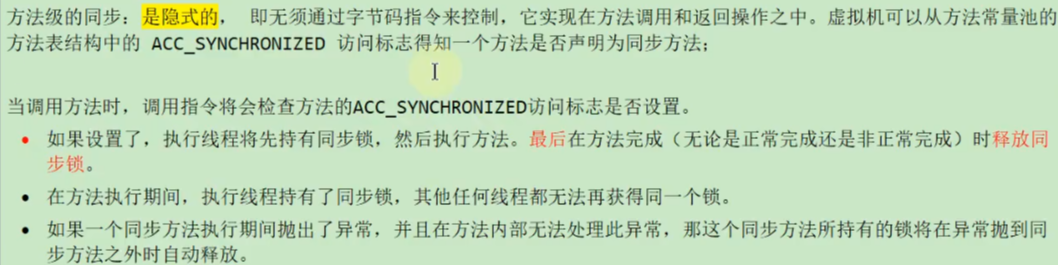 方法级的同步：是隐式的， 即无须通过字节码指令来控制，它实现在方法调用和返回操作之中。虚拟机可以从方法常量池的
方法表结构中的 ACC_SYNCHRONIZED 访问标志得知一个方法是否声明为同步方法；
当调用方法时，调用指令将会检查方法的ACC_SYNCHRONIZED访问标志是否设置。
• 如果设置了，执行线程将先持有同步锁，然后执行方法。最后在方法完成（无论是正常完成还是非正常完成）时释放同
步锁。
• 在方法执行期间，执行线程持有了同步锁，其他任何线程都无法再获得同一个锁。
• 如果一个同步方法执行期间抛出了异常，并且在方法内部无法处理此异常，那这个同步方法所持有的锁将在异常抛到同
步方法之外时自动释放。